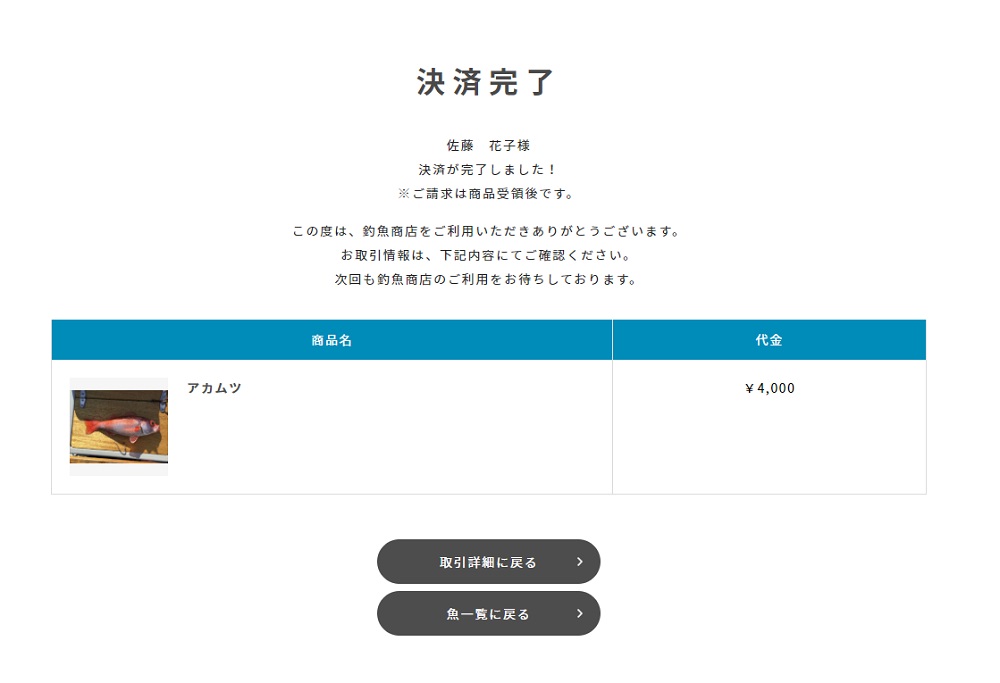 決済完了
佐藤　花子様
決済が完了しました！
※ご請求は商品受領後です。
この度は、釣魚商店をご利用いただきありがとうございます。
お取引情報は、下記内容にてご確認ください。
次回も釣魚商店のご利用をお待ちしております。
商品名 代金
アカムツ ￥4,000
取引詳細に戻る
魚一覧に戻る